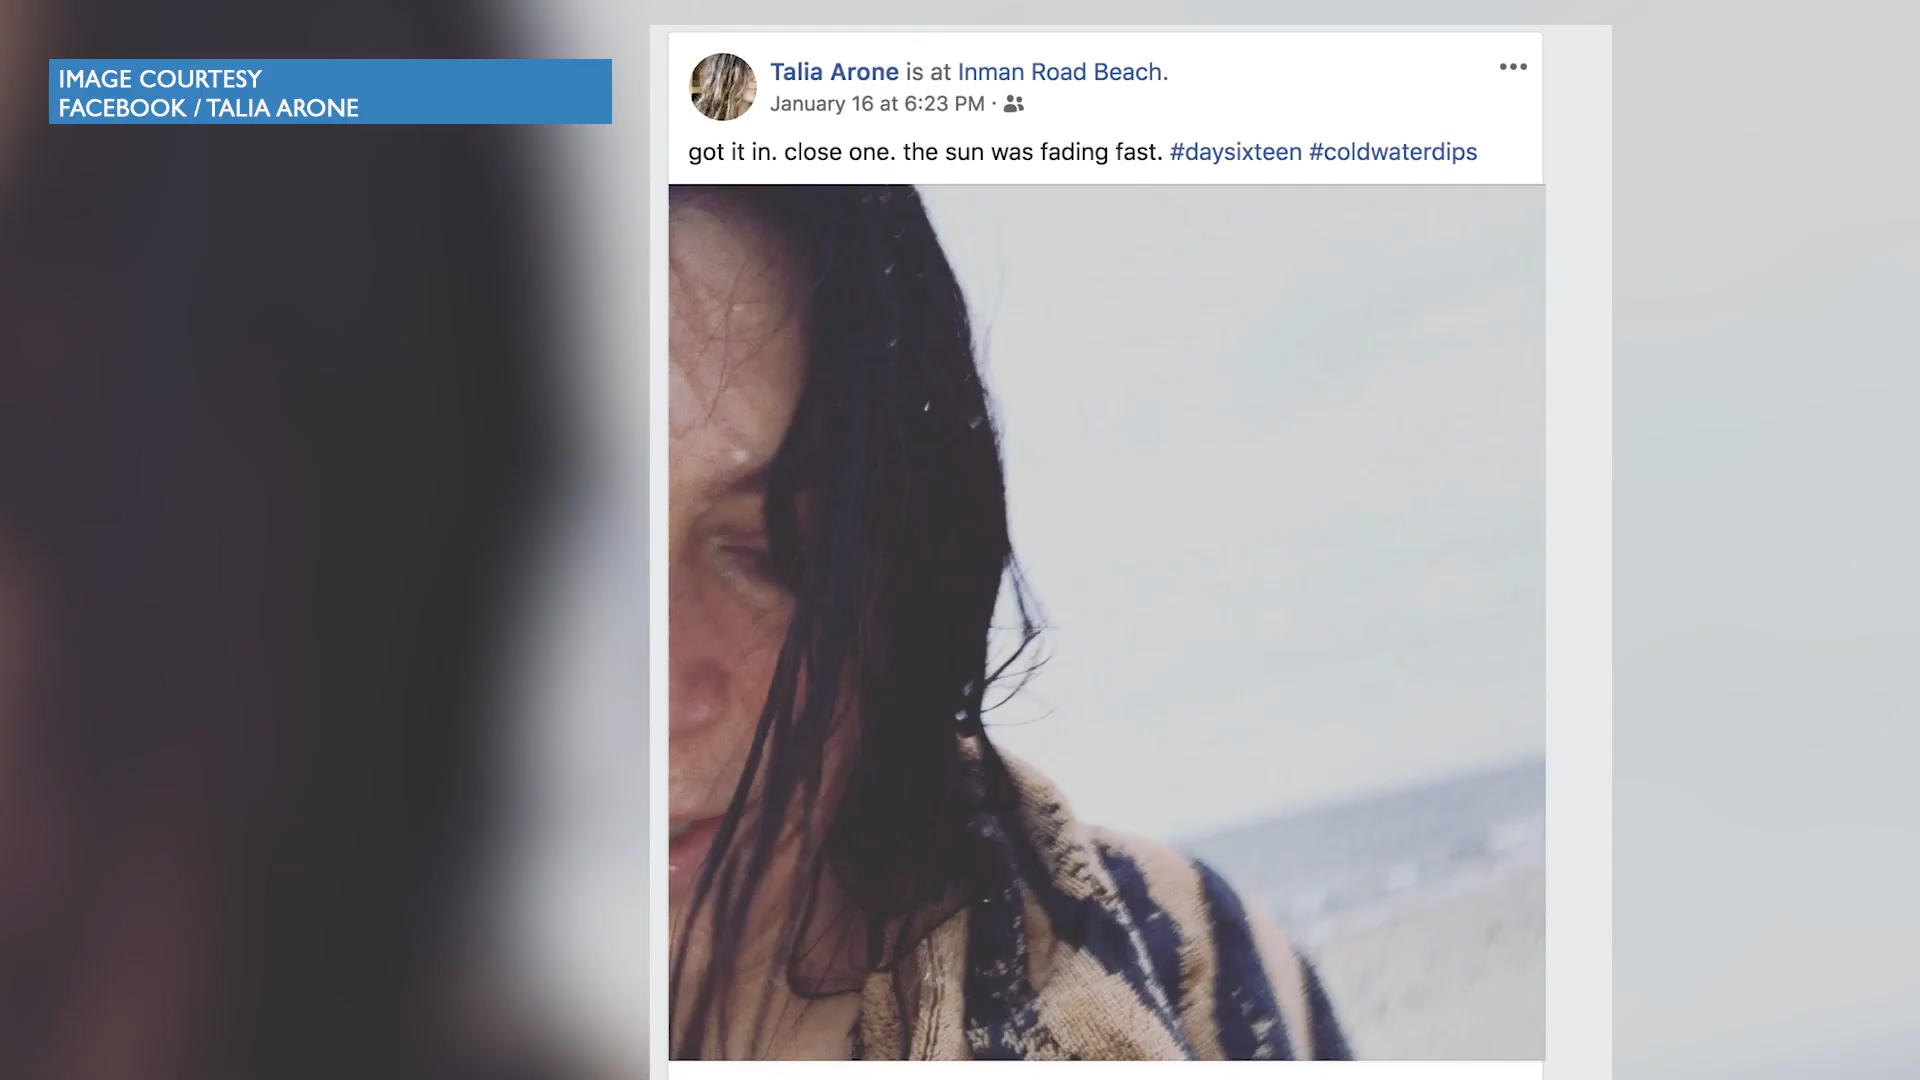 IMAGE COURTESY
FACEBOOK / TALIA ARONE
Talia Arone is at Inman Road Beach.
January 16 at 6:23 PM ·
got it in. close one. the sun was fading fast. #daysixteen #coldwaterdips